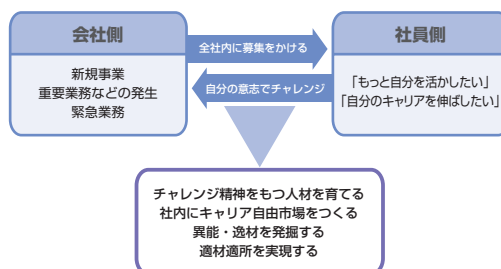 会社側
新規事業
重要業務などの発生
緊急業務
全社内に募集をかける
自分の意志でチャレンジ
社員側
「もっと自分を活かしたい」
「自分のキャリアを伸ばしたい」
チャレンジ精神をもつ人材を育てる
社内にキャリア自由市場をつくる
異能・逸材を発掘する
適材適所を実現する